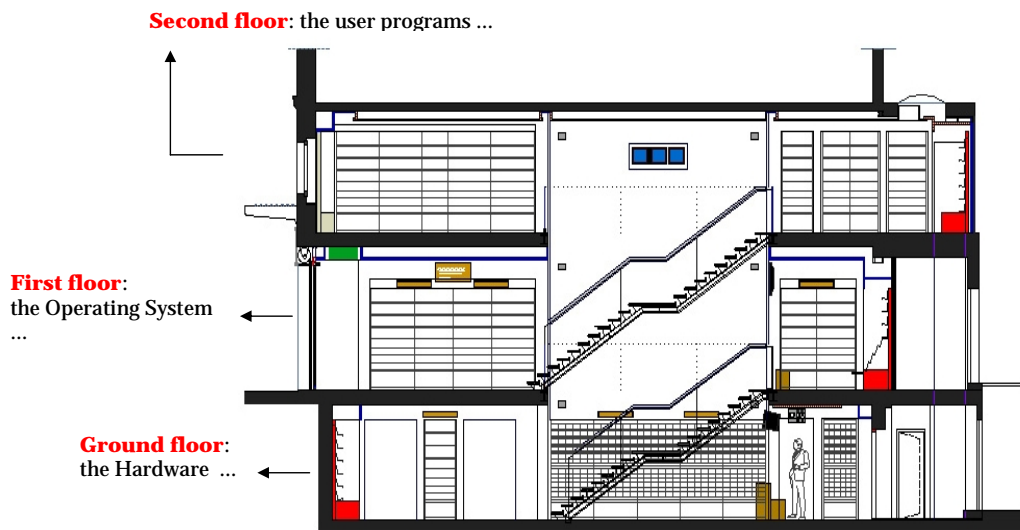 Second floor: the user programs ...
First floor:
the Operating System
...
Ground floor:
the Hardware ...